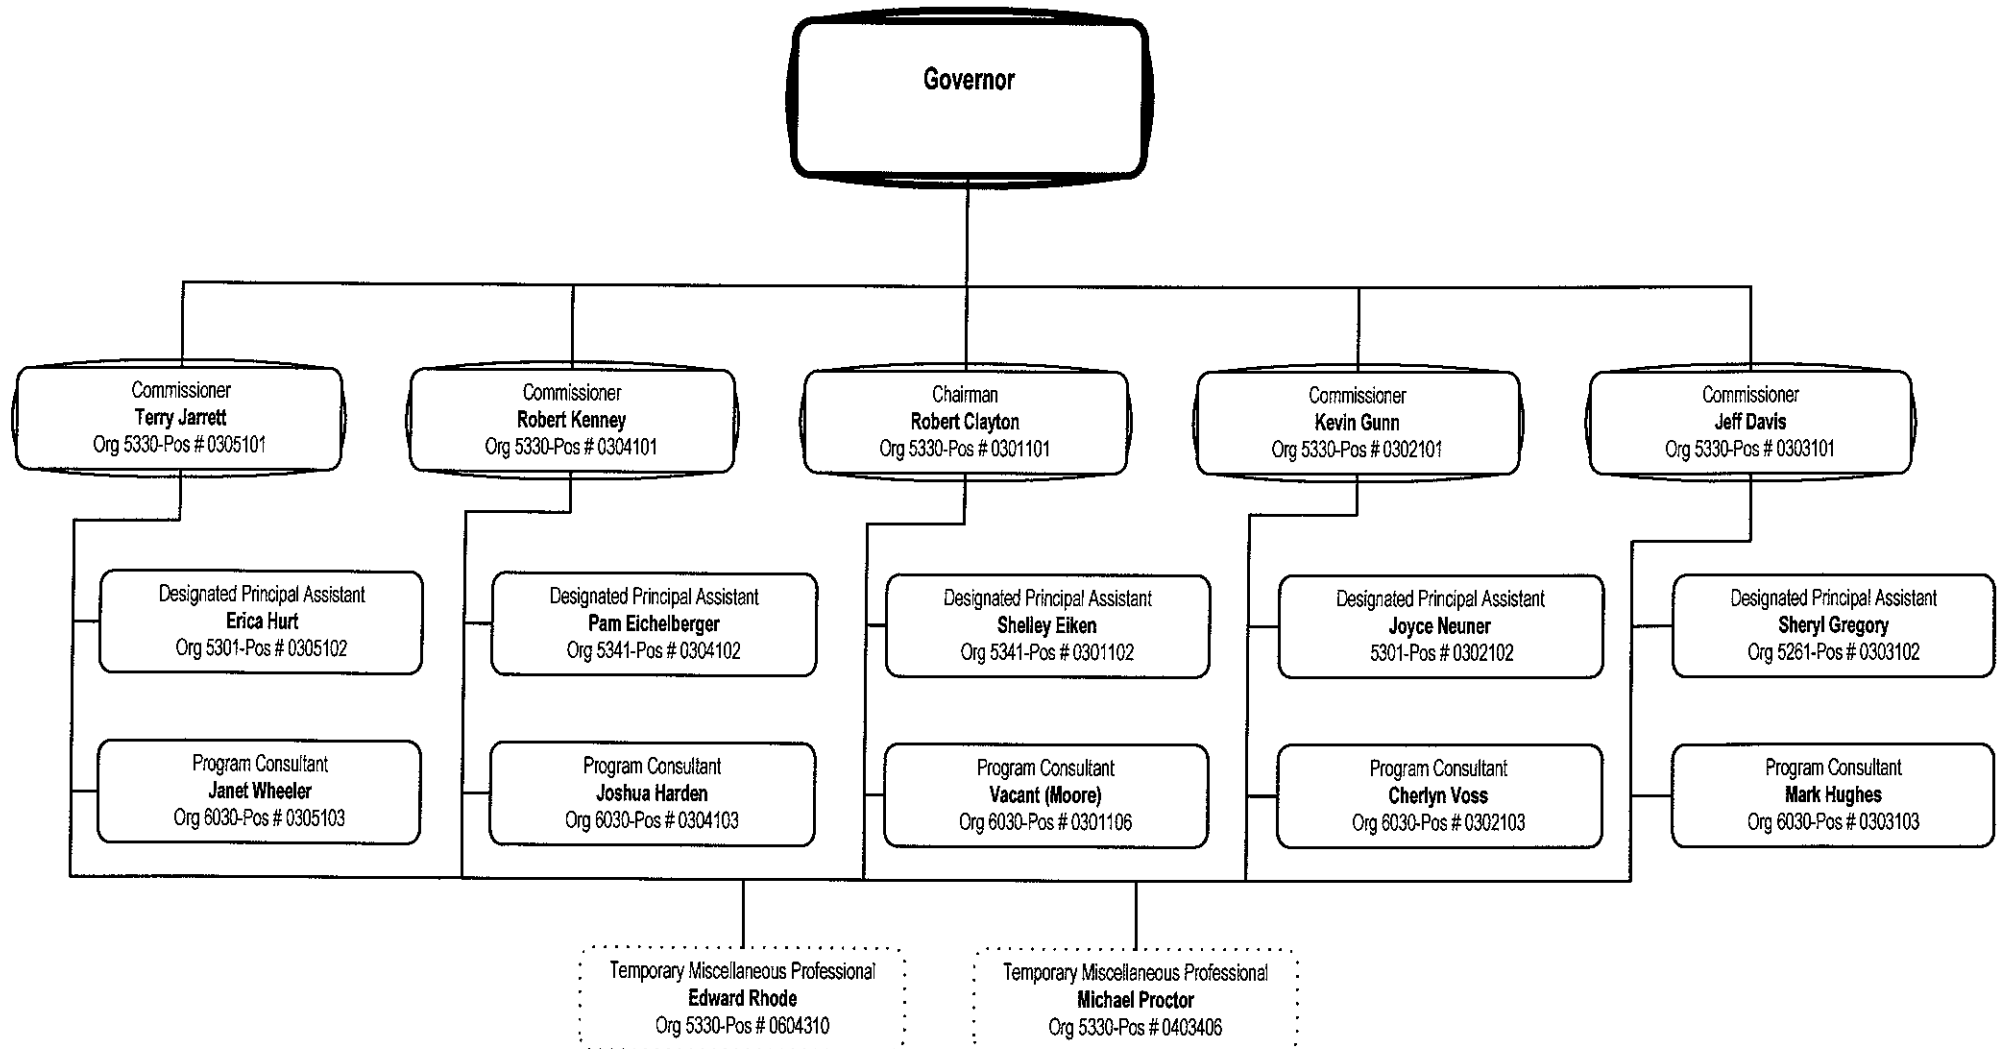 Governor
Commissioner
Terry Jarrett
Org 5330-Pos # 0305101
Commissioner
Robert Kenney
Org 5330-Pos # 0304101
Chairman
Robert Clayton
Org 5330-Pos # 0301101
Commissioner
Kevin Gunn
Org 5330-Pos # 0302101
Commissioner
Jeff Davis
Org 5330-Pos # 0303101
Designated Principal Assistant
Erica Hurt
Org 5301-Pos # 0305102
Designated Principal Assistant
Pam Eichelberger
Org 5341-Pos # 0304102
Designated Principal Assistant
Shelley Eiken
Org 5341-Pos # 0301102
Designated Principal Assistant
Joyce Neuner
5301-Pos # 0302102
Designated Principal Assistant
Sheryl Gregory
Org 5261-Pos # 0303102
Program Consultant
Janet Wheeler
Org 6030-Pos # 0305103
Program Consultant
Joshua Harden
Org 6030-Pos # 0304103
Program Consultant
Vacant (Moore)
Org 6030-Pos # 0301106
Program Consultant
Cherlyn Voss
Org 6030-Pos # 0302103
Program Consultant
Mark Hughes
Org 6030-Pos # 0303103
Temporary Miscellaneous Professional
Edward Rhode
Org 5330-Pos # 0604310
Temporary Miscellaneous Professional
Michael Proctor
Org 5330-Pos # 0403406